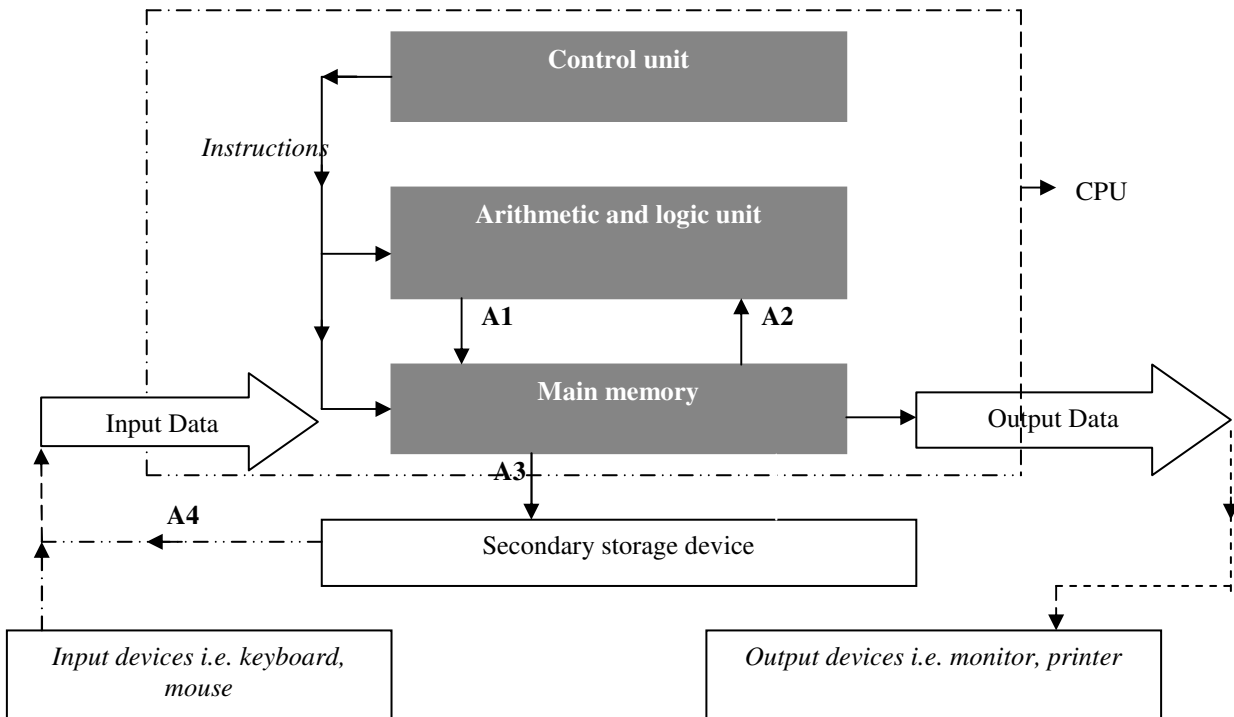 Control unit
Instructions
Arithmetic and logic unit
CPU
A1
A2
Main memory
Input Data
Output Data
A3
A4
Secondary storage device
Input devices i.e. keyboard,
mouse
Output devices i.e. monitor, printer